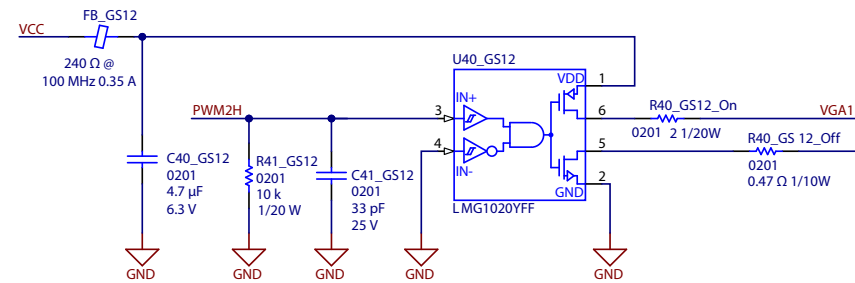 FB_GS12
VCC
240 Ω @
100 MHz 0.35 A
U40_GS12
VDD
1
IN+
3
PWM2H
6
R40_GS12_On
VGA1
0201 2 1/20W
4
IN-
5
R40_GS 12_Off
0201
0.47 Ω 1/10W
2
GND
LMG1020YFF
C40_GS12
0201
4.7 µF
6.3 V
R41_GS12
0201
10 k
1/20 W
C41_GS12
0201
33 pF
25 V
GND
GND
GND
GND
GND